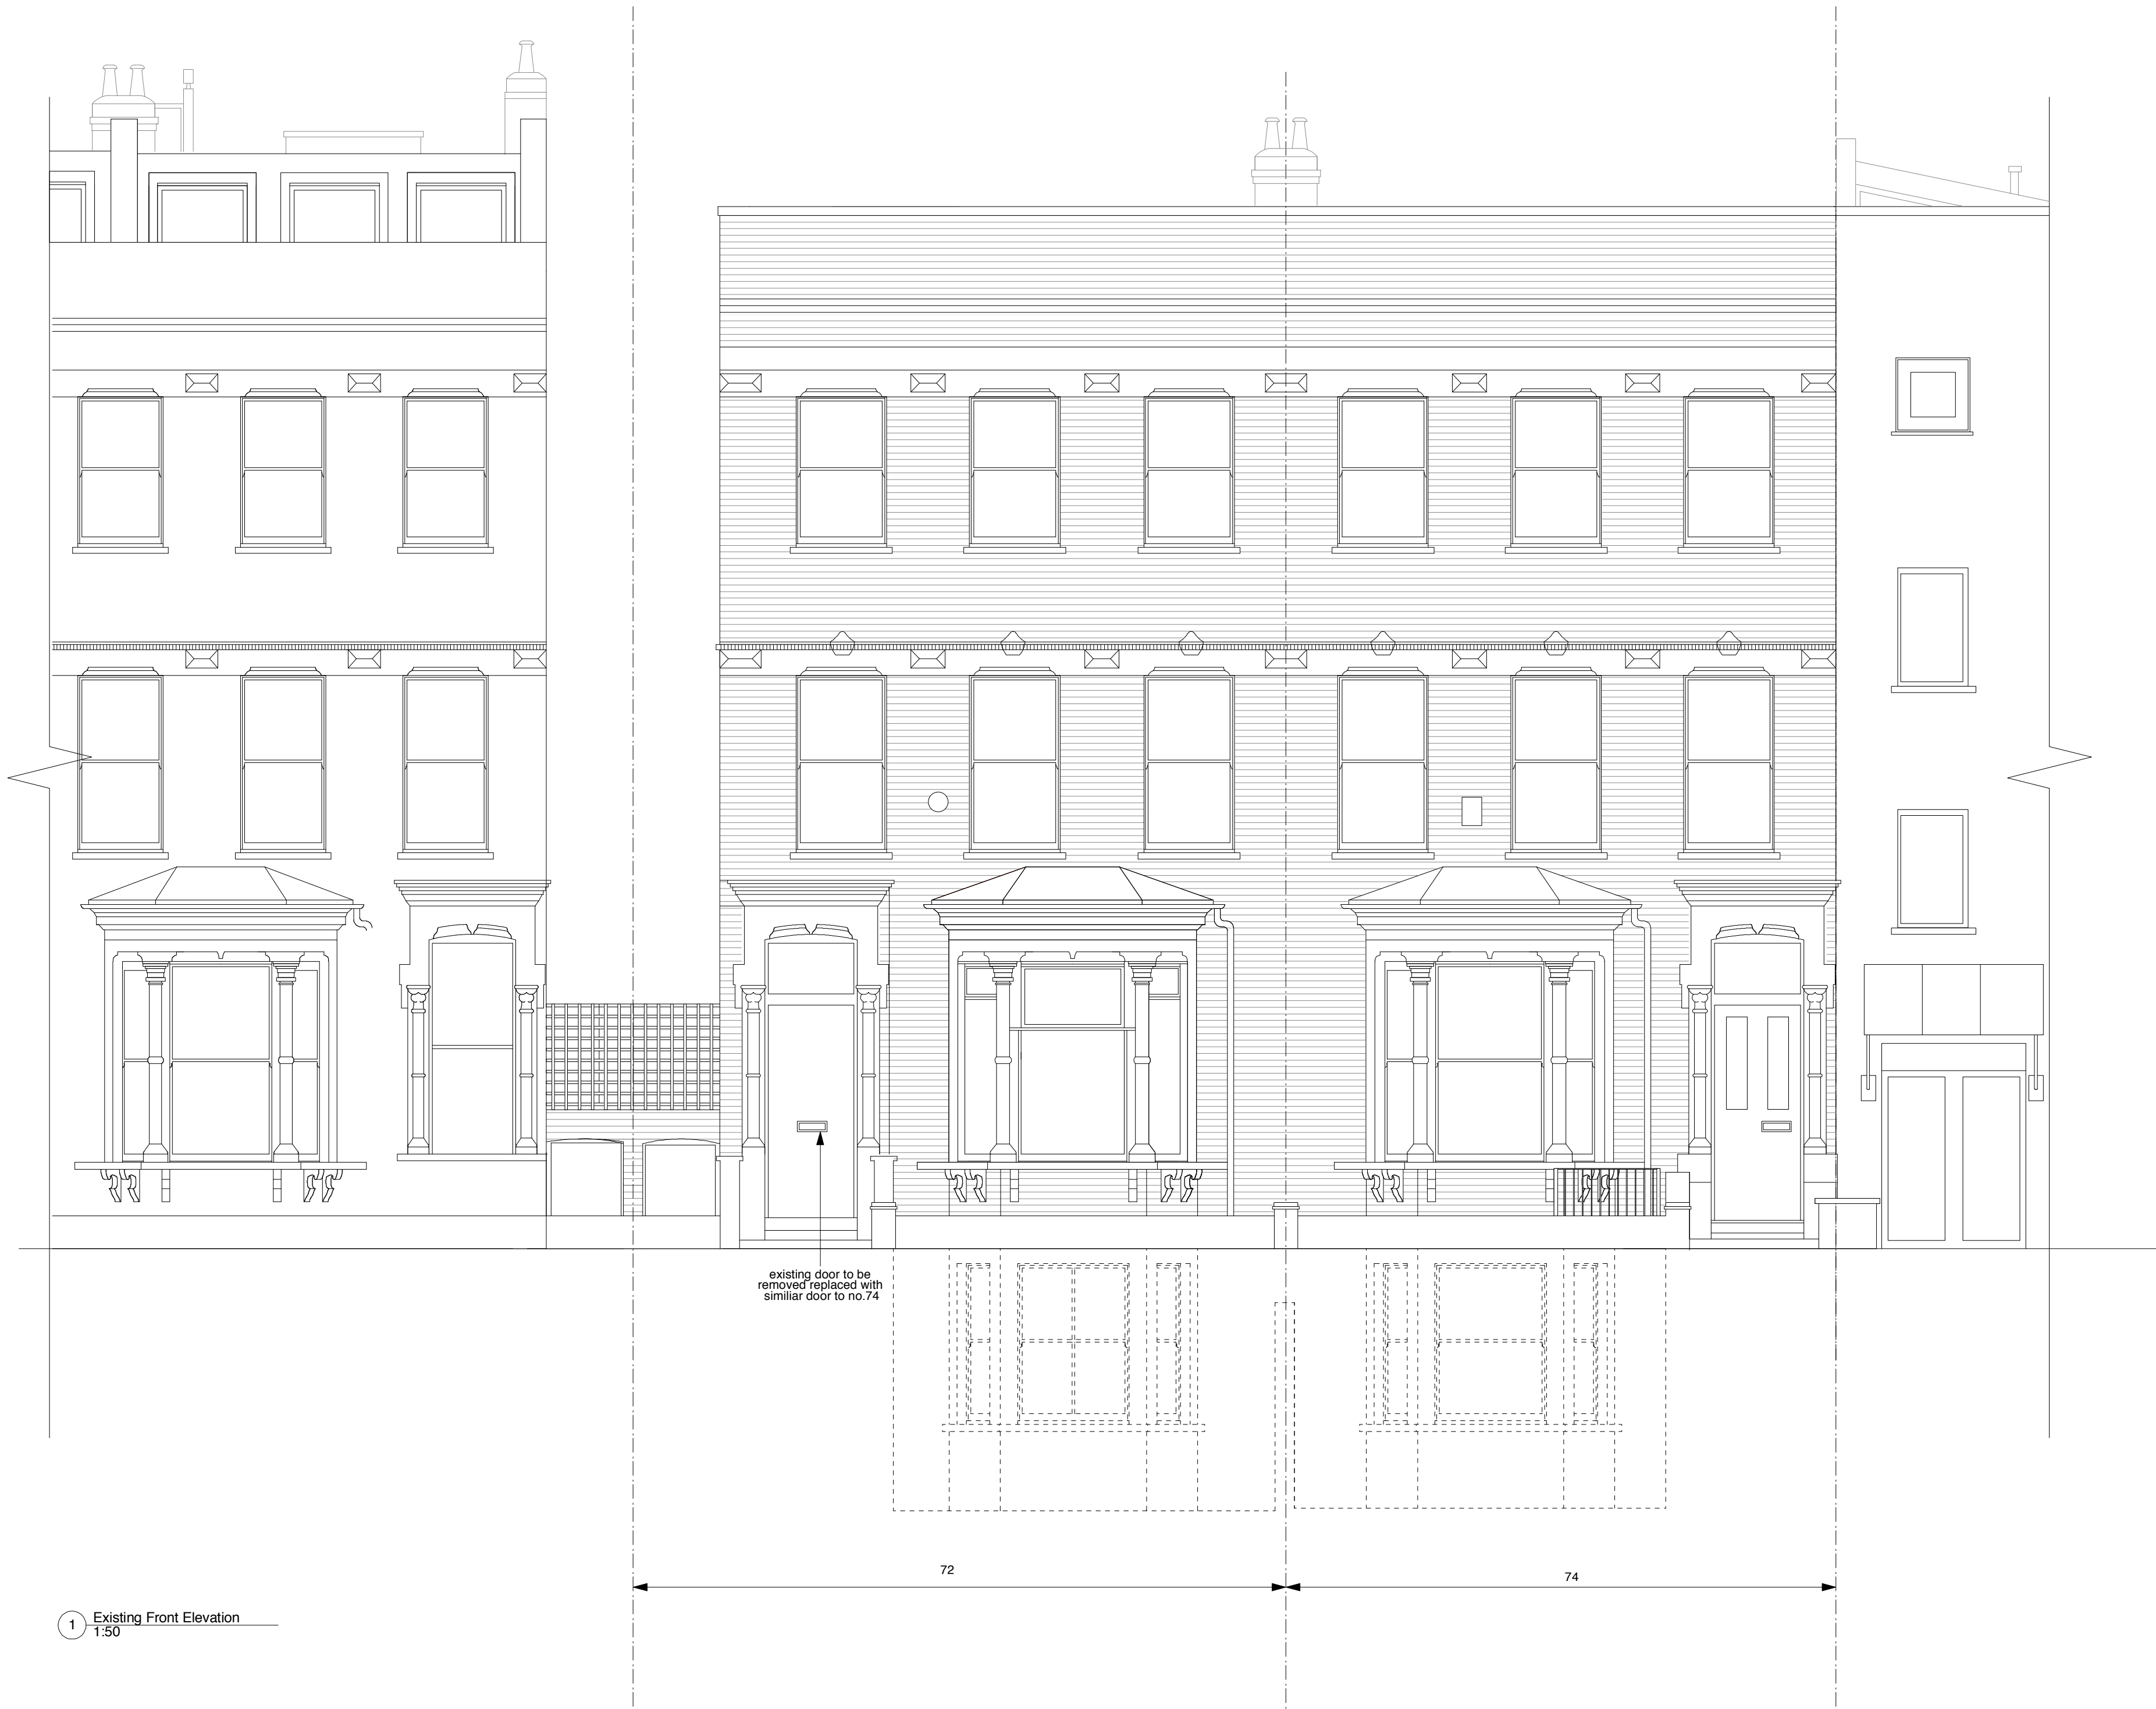 existing door to be
removed replaced with
similiar door to no.74
72
74
1
Existing Front Elevation
1:50